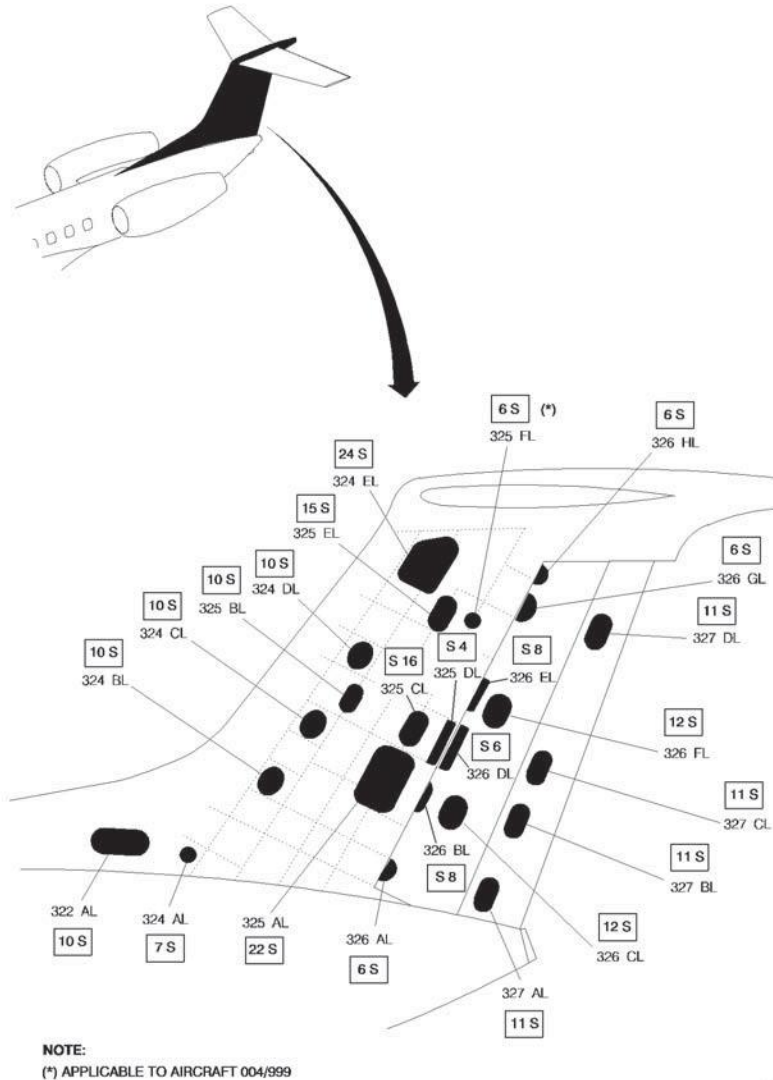 6 S (*)
325 FL
6 S
326 HL
24 S
324 EL
15 S
325 EL
10 S
324 DL
6 S
326 GL
10 S
325 BL
11 S
327 DL
10 S
324 CL
S 4
325 DL
S 8
326 EL
10 S
324 BL
S 16
325 CL
12 S
326 FL
S 6
326 DL
11 S
327 CL
326 BL
S 8
11 S
327 BL
322 AL
10 S
324 AL
7 S
325 AL
22 S
326 AL
6 S
12 S
326 CL
327 AL
11 S
NOTE:
(*) APPLICABLE TO AIRCRAFT 004/999